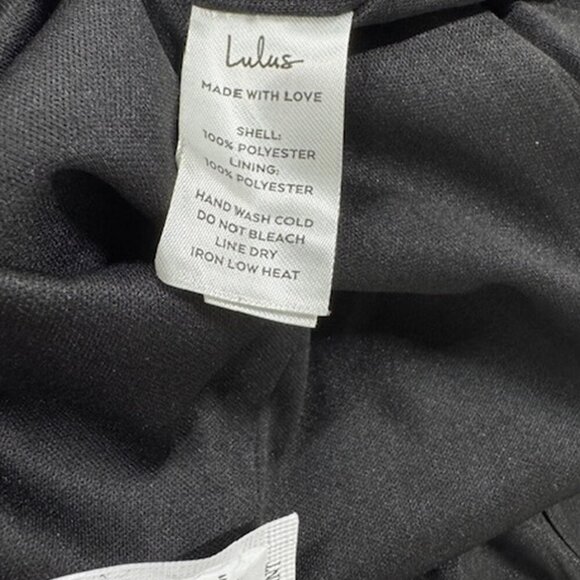 Lulus
MADE WITH LOVE
SHELL:
100% POLYESTER
LINING:
100% POLYESTER
HAND WASH COLD
DO NOT BLEACH
LINE DRY
IRON LOW HEAT